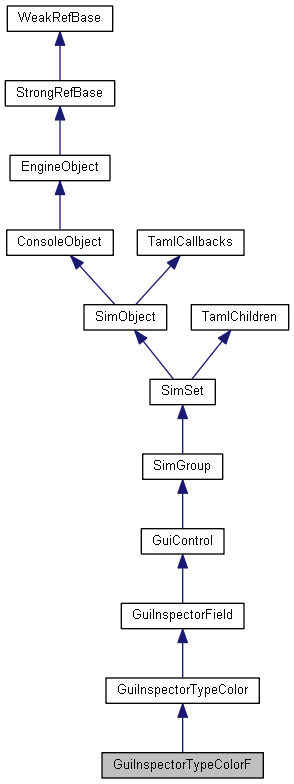 WeakRefBase
StrongRefBase
EngineObject
ConsoleObject TamlCallbacks
SimObject TamlChildren
SimSet
SimGroup
GuiControl
GuiInspectorField
GuiInspectorTypeColor
GuiInspectorTypeColorF